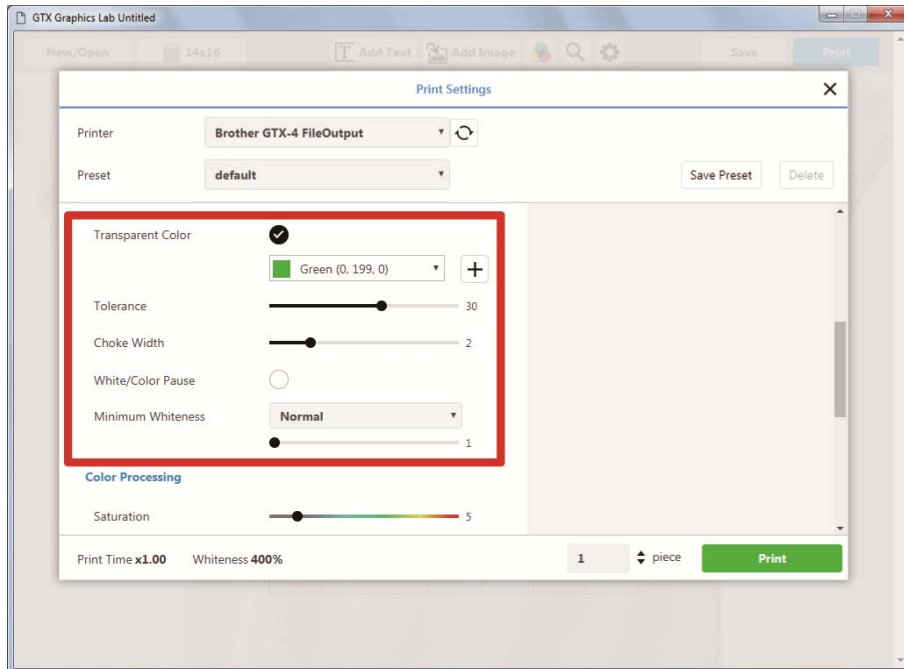 GTX Graphics Lab Untitled
New/Open 14x16 Add Text Add Image Save Print
Print Settings
Printer Brother GTX-4 FileOutput
Preset default Save Preset Delete
Transparent Color
Green (0, 199, 0)
Tolerance 30
Choke Width 2
White/Color Pause
Minimum Whiteness Normal
1
Color Processing
Saturation 5
Print Time x1.00 Whiteness 400% 1 piece Print